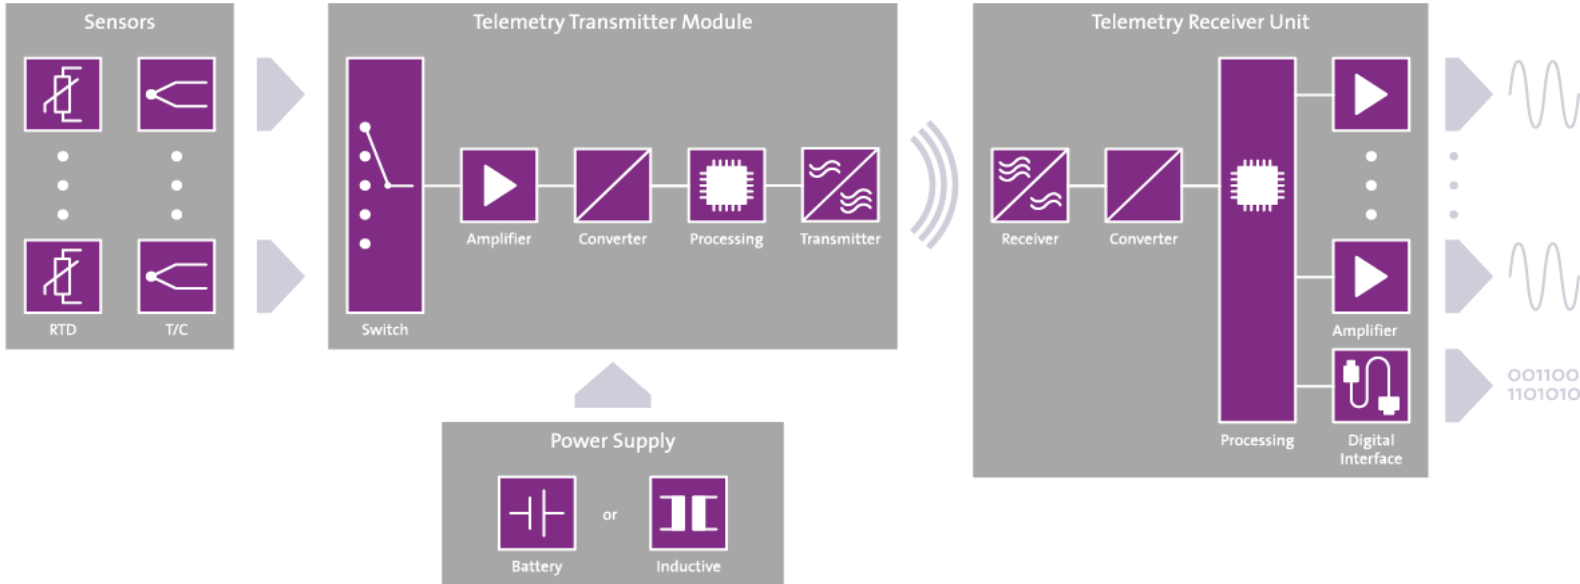 Sensors
RTD
T/C
Telemetry Transmitter Module
Switch
Amplifier
Converter
Processing
Transmitter
Power Supply
or
Battery
Inductive
Telemetry Receiver Unit
Receiver
Converter
Processing
Amplifier
Digital
Interface
001100
1101010